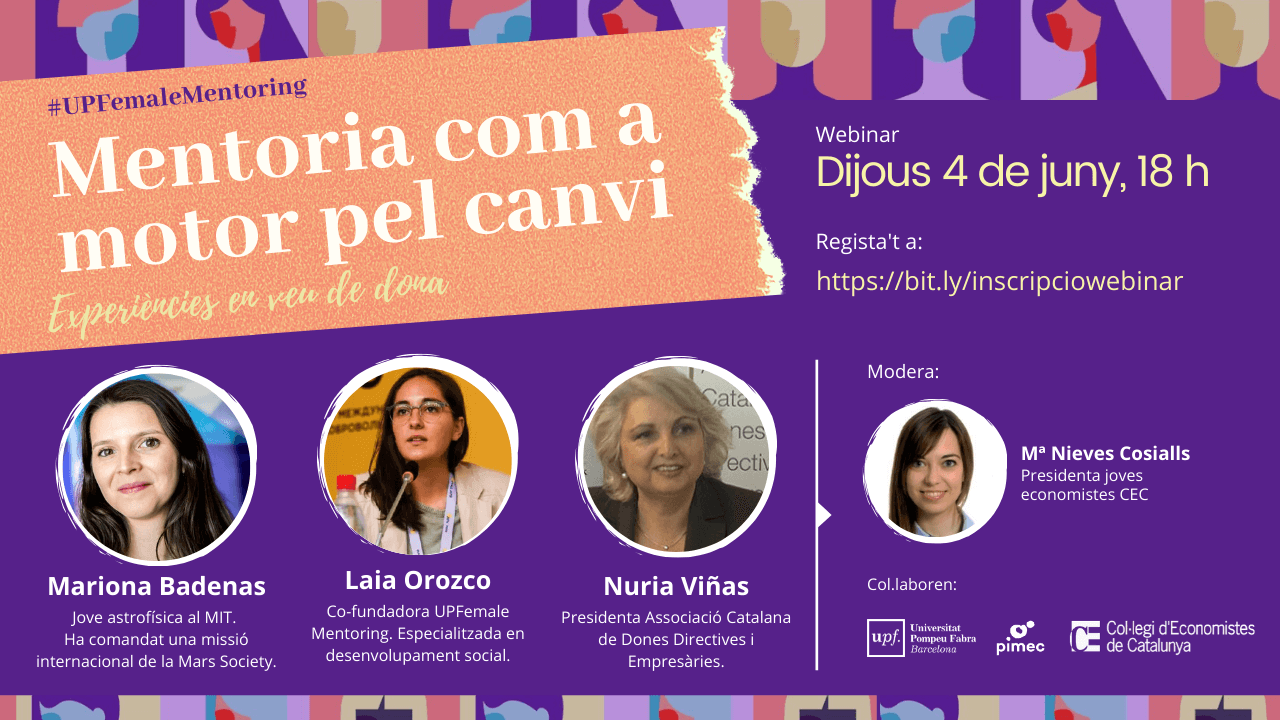 #UPFemaleMentoring
Mentoria com a
motor pel canvi
Experiències en veu de dona
Webinar
Dijous 4 de juny, 18 h
Regista't a:
https://bit.ly/inscripciowebinar
Mariona Badenas
Jove astrofísica al MIT.
Ha comandat una missió
internacional de la Mars Society.
Laia Orozco
Co-fundadora UPFemale
Mentoring. Especialitzada en
desenvolupament social.
Nuria Viñas
Presidenta Associació Catalana
de Dones Directives i
Empresàries.
Modera:
Mª Nieves Cosialls
Presidenta joves
economistes CEC
Col.laboren:
upf.
Universitat
Pompeu Fabra
Barcelona
pimec
Col·legi d'Economistes
de Catalunya